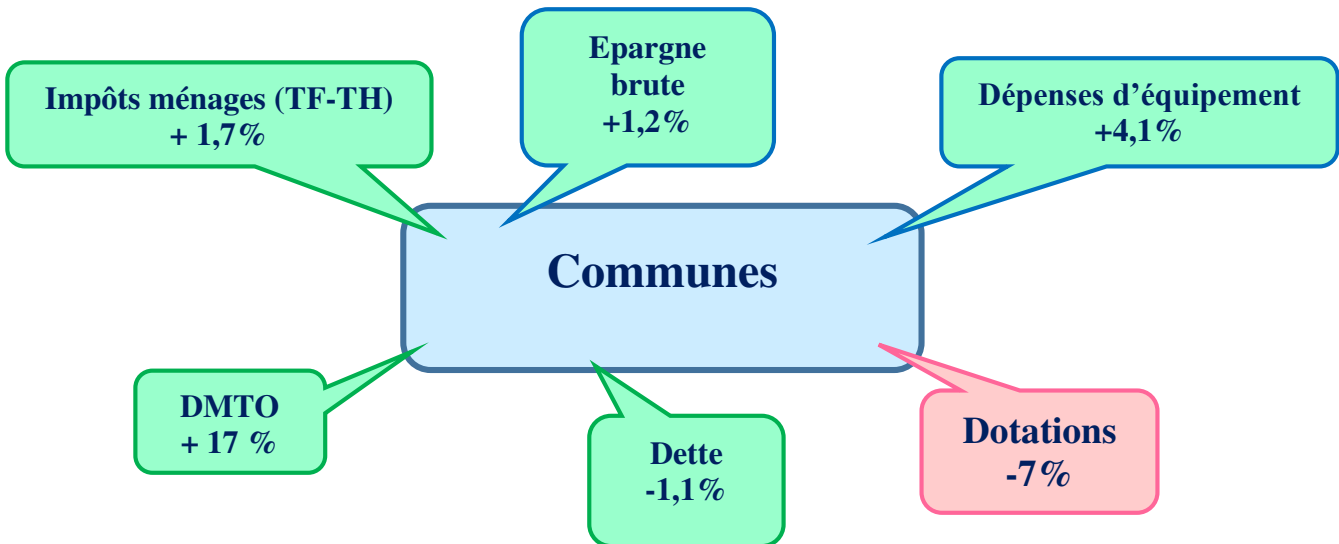 Epargne
brute
+1,2%
Impôts ménages (TF-TH)
+ 1,7%
Dépenses d’équipement
+4,1%
Communes
DMTO
+ 17 %
Dette
-1,1%
Dotations
-7%